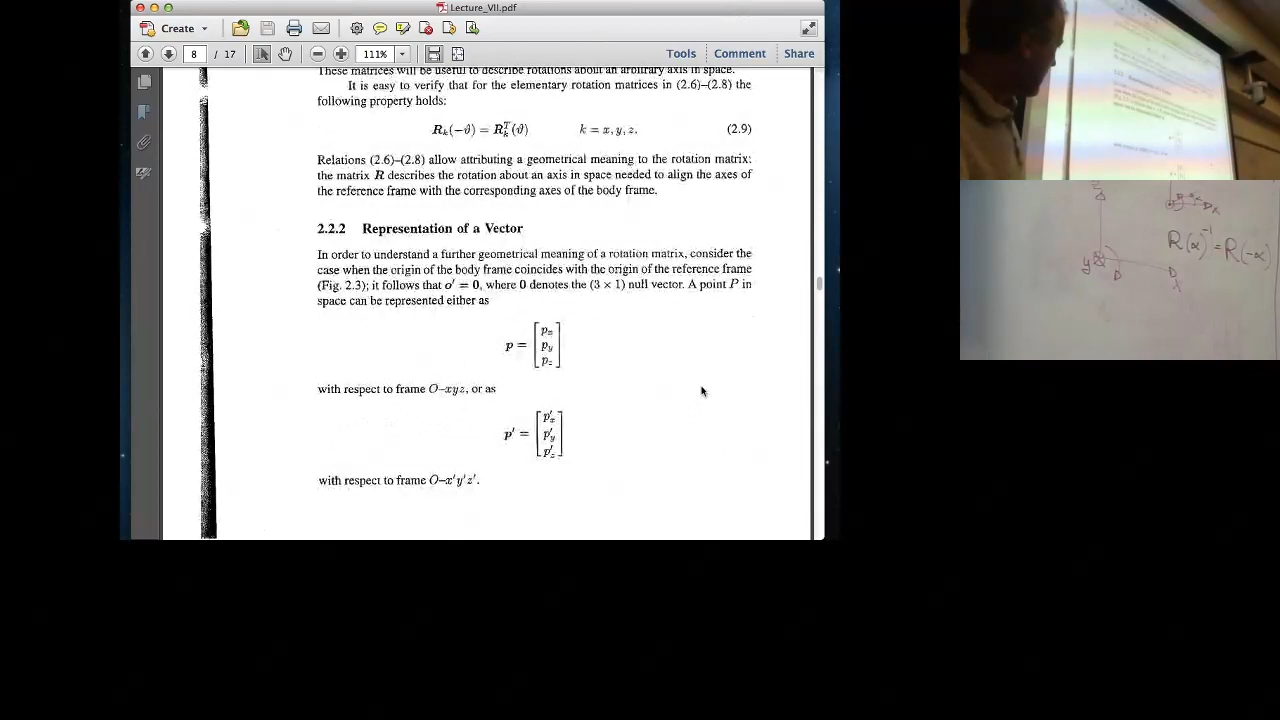 Lecture_VII.pdf
Create
8 / 17
111%
Tools
Comment
Share
These matrices will be useful to describe rotations about an arbitrary axis in space.
It is easy to verify that for the elementary rotation matrices in (2.6)–(2.8) the
following property holds:
R_k(−ϑ) = R_k^T(ϑ) k = x, y, z. (2.9)
Relations (2.6)–(2.8) allow attributing a geometrical meaning to the rotation matrix:
the matrix R describes the rotation about an axis in space needed to align the axes of
the reference frame with the corresponding axes of the body frame.
2.2.2 Representation of a Vector
In order to understand a further geometrical meaning of a rotation matrix, consider the
case when the origin of the body frame coincides with the origin of the reference frame
(Fig. 2.3); it follows that o′ = 0, where 0 denotes the (3 × 1) null vector. A point P in
space can be represented either as
p = [p_x
p_y
p_z]
with respect to frame O–xyz, or as
p′ = [p′_x
p′_y
p′_z]
with respect to frame O–x′y′z′.
z
R(α)^-1 = R(-α)
y
x